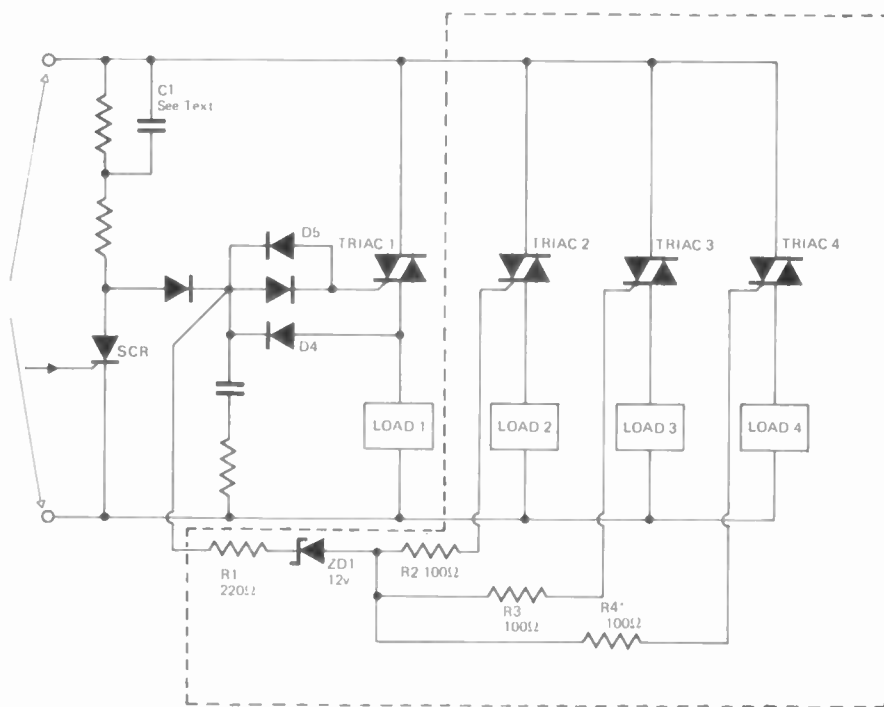 C1
See Text
D5
TRIAC 1
TRIAC 2
TRIAC 3
TRIAC 4
SCR
D4
LOAD 1
LOAD 2
LOAD 3
LOAD 4
R1
220Ω
ZD1
12v
R2 100Ω
R3
100Ω
R4
100Ω